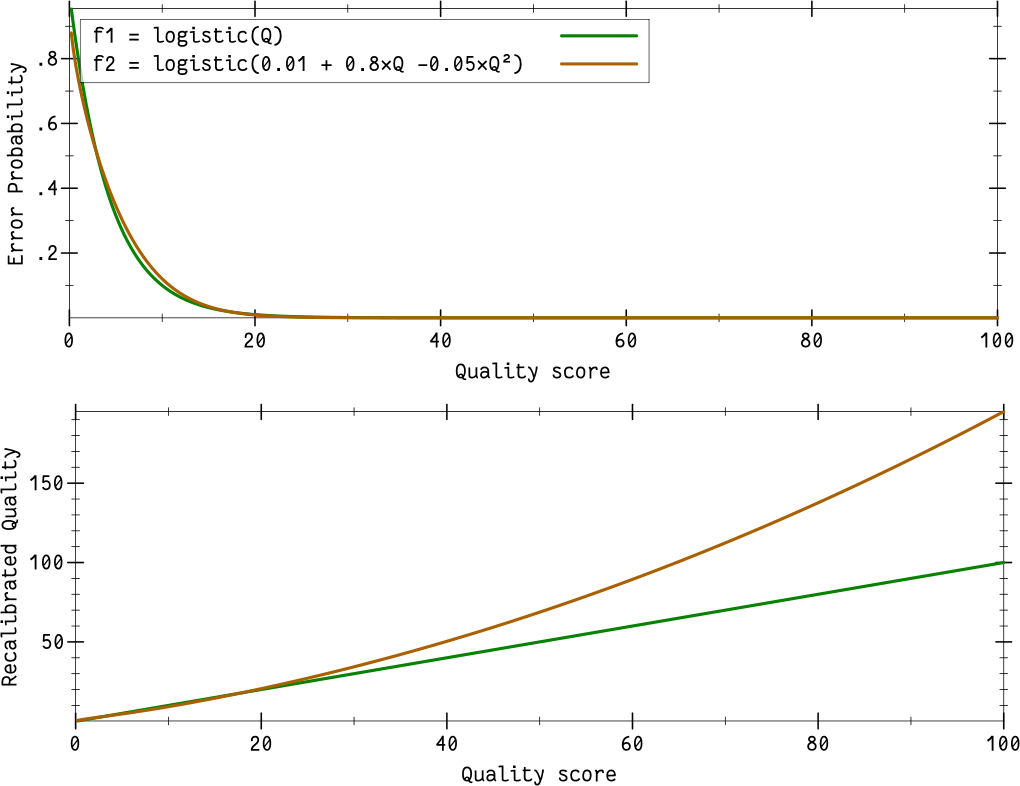 f1 = logistic(Q)
f2 = logistic(0.01 + 0.8×Q −0.05×Q²)
Error Probability
.8
.6
.4
.2
0 20 40 60 80 100
Quality score
Recalibrated Quality
150
100
50
0 20 40 60 80 100
Quality score